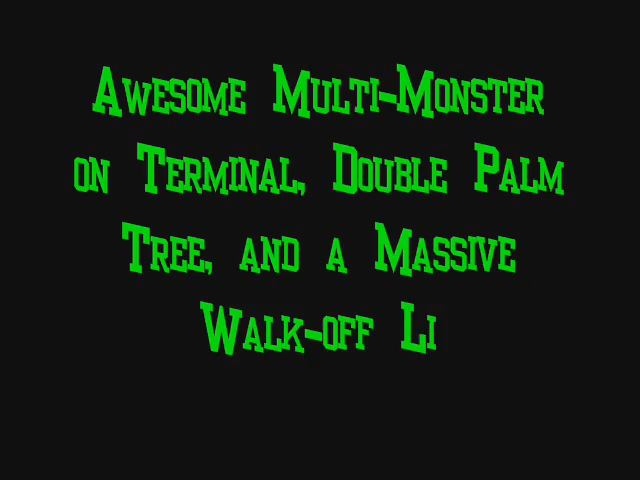 Awesome Multi-Monster
on Terminal, Double Palm
Tree, and a Massive
Walk-off Li